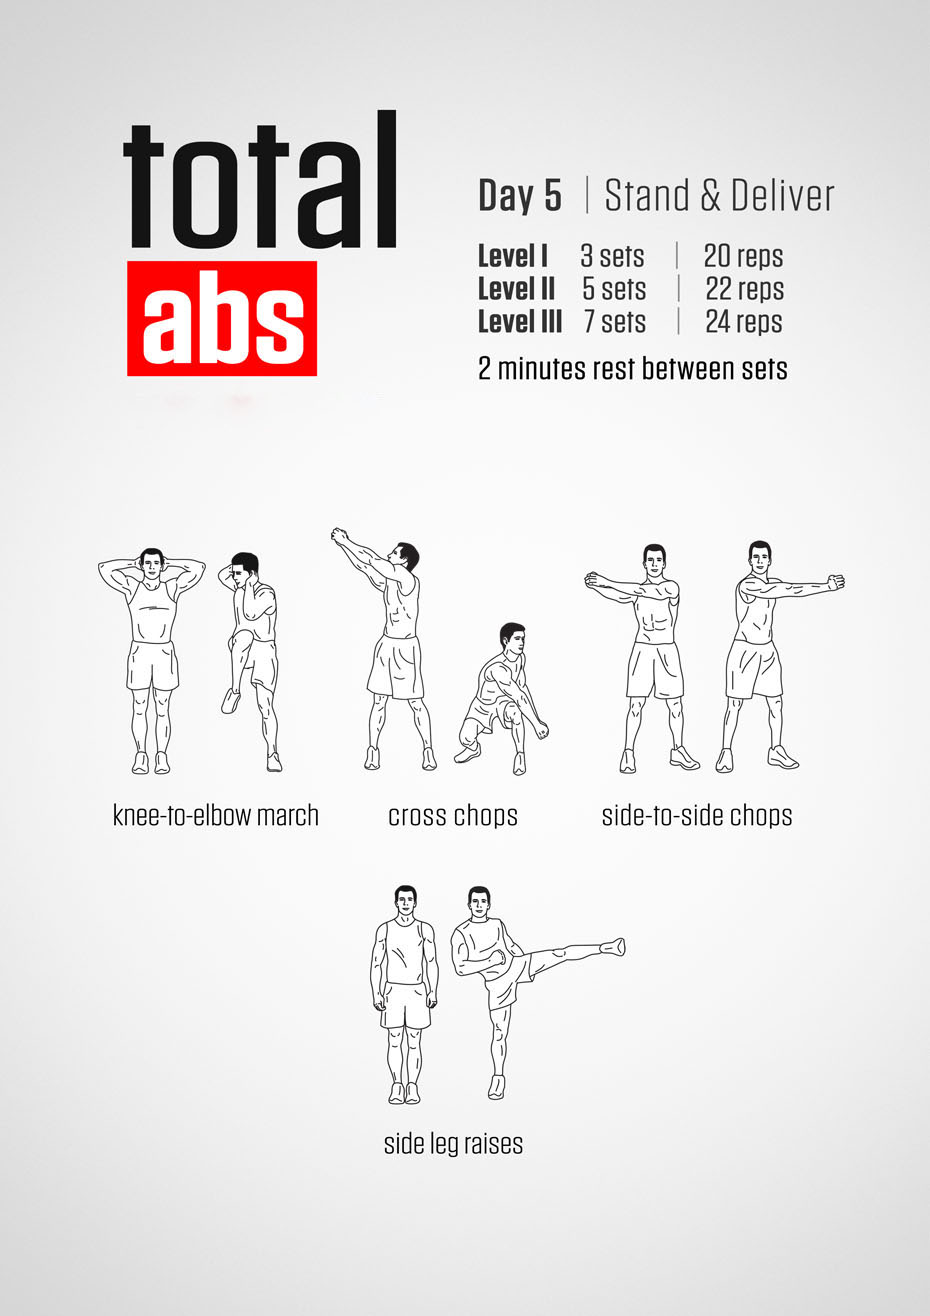 total
abs
Day 5 | Stand & Deliver
Level I 3 sets | 20 reps
Level II 5 sets | 22 reps
Level III 7 sets | 24 reps
2 minutes rest between sets
knee-to-elbow march
cross chops
side-to-side chops
side leg raises